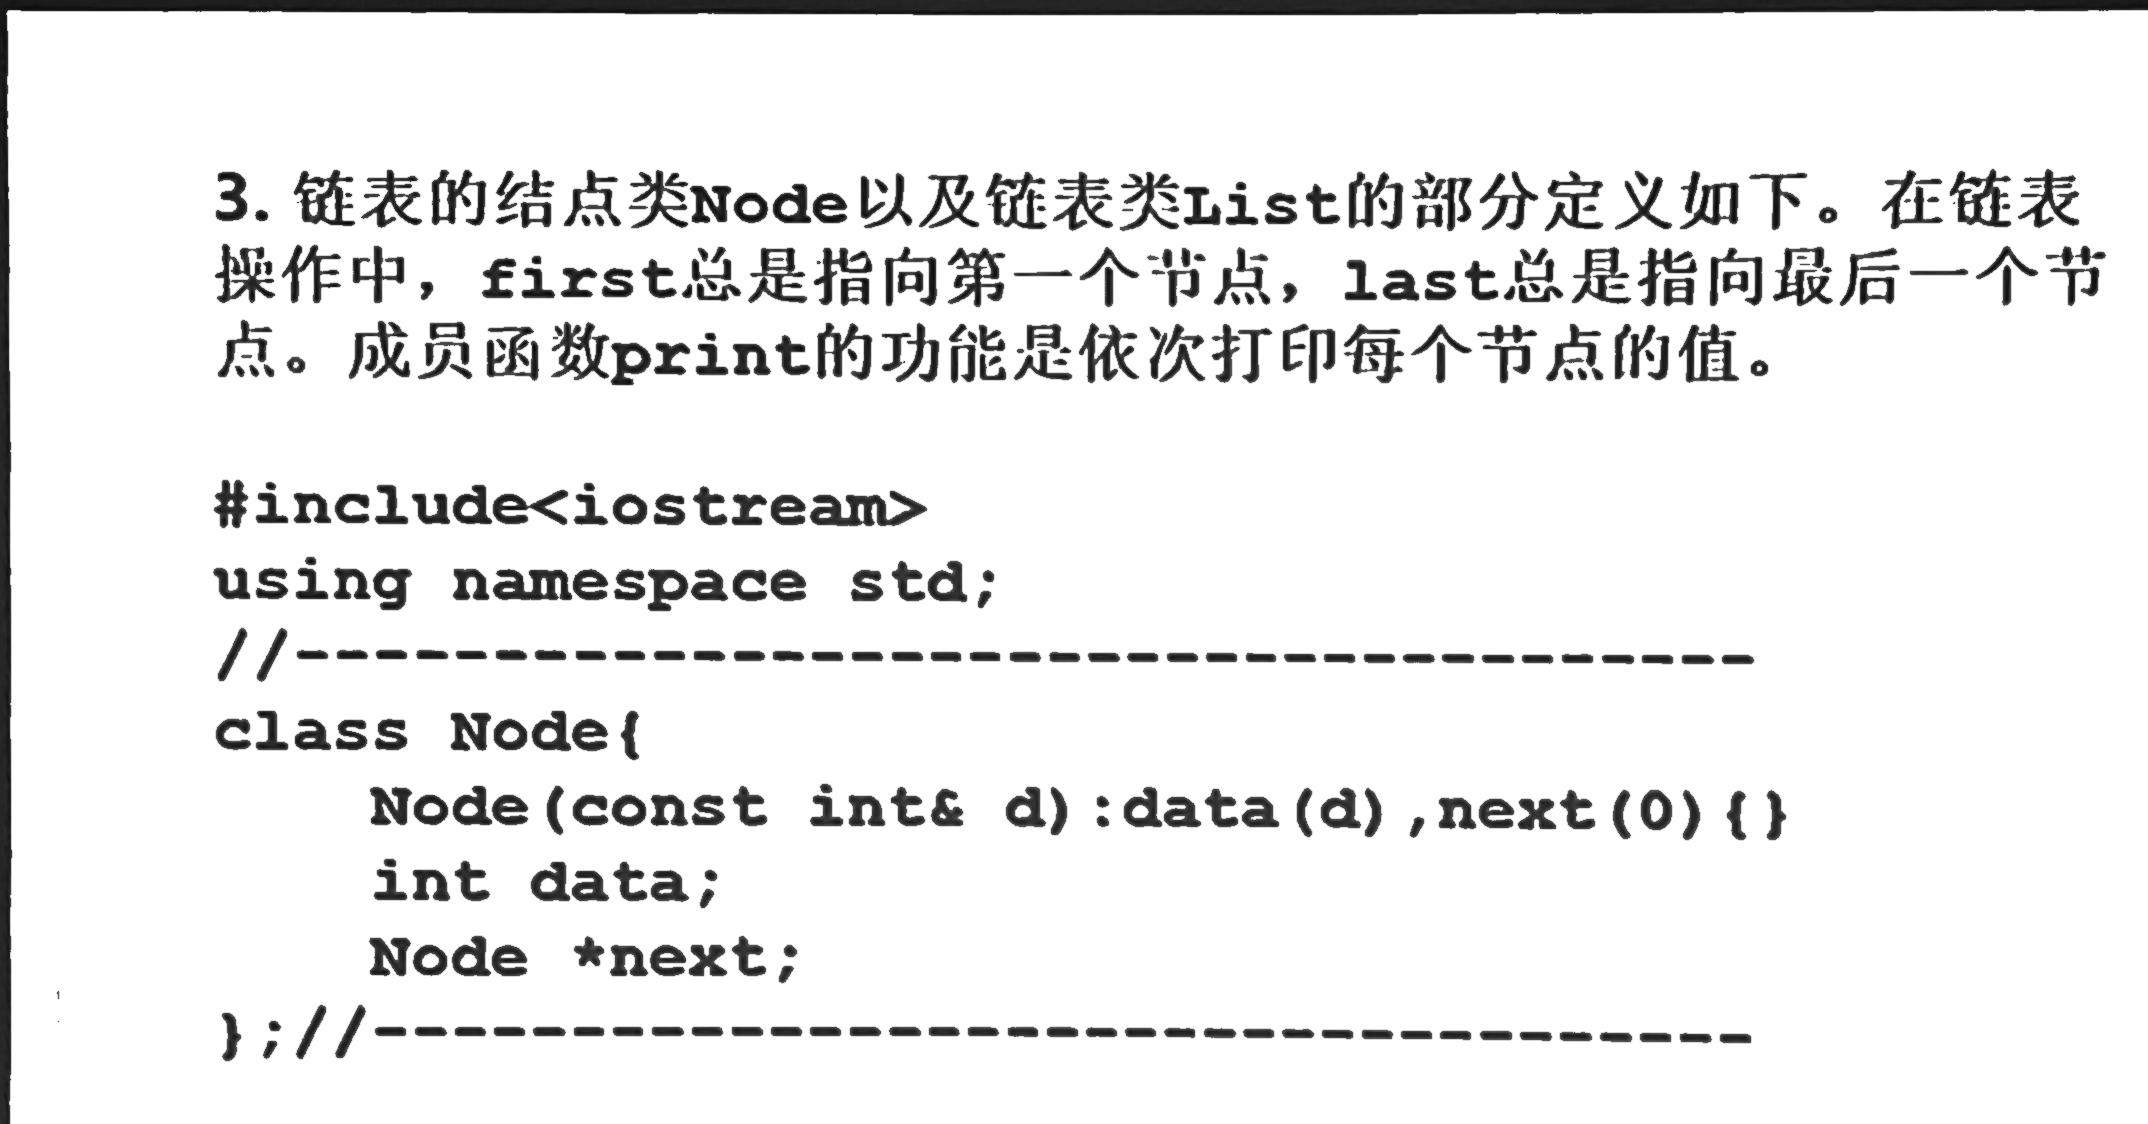 3. 链表的结点类Node以及链表类List的部分定义如下。在链表
操作中，first总是指向第一个节点，last总是指向最后一个节
点。成员函数print的功能是依次打印每个节点的值。
#include<iostream>
using namespace std;
//-------------------------------------
class Node{
    Node(const int& d):data(d),next(0){}
    int data;
    Node *next;
};//-----------------------------------
1